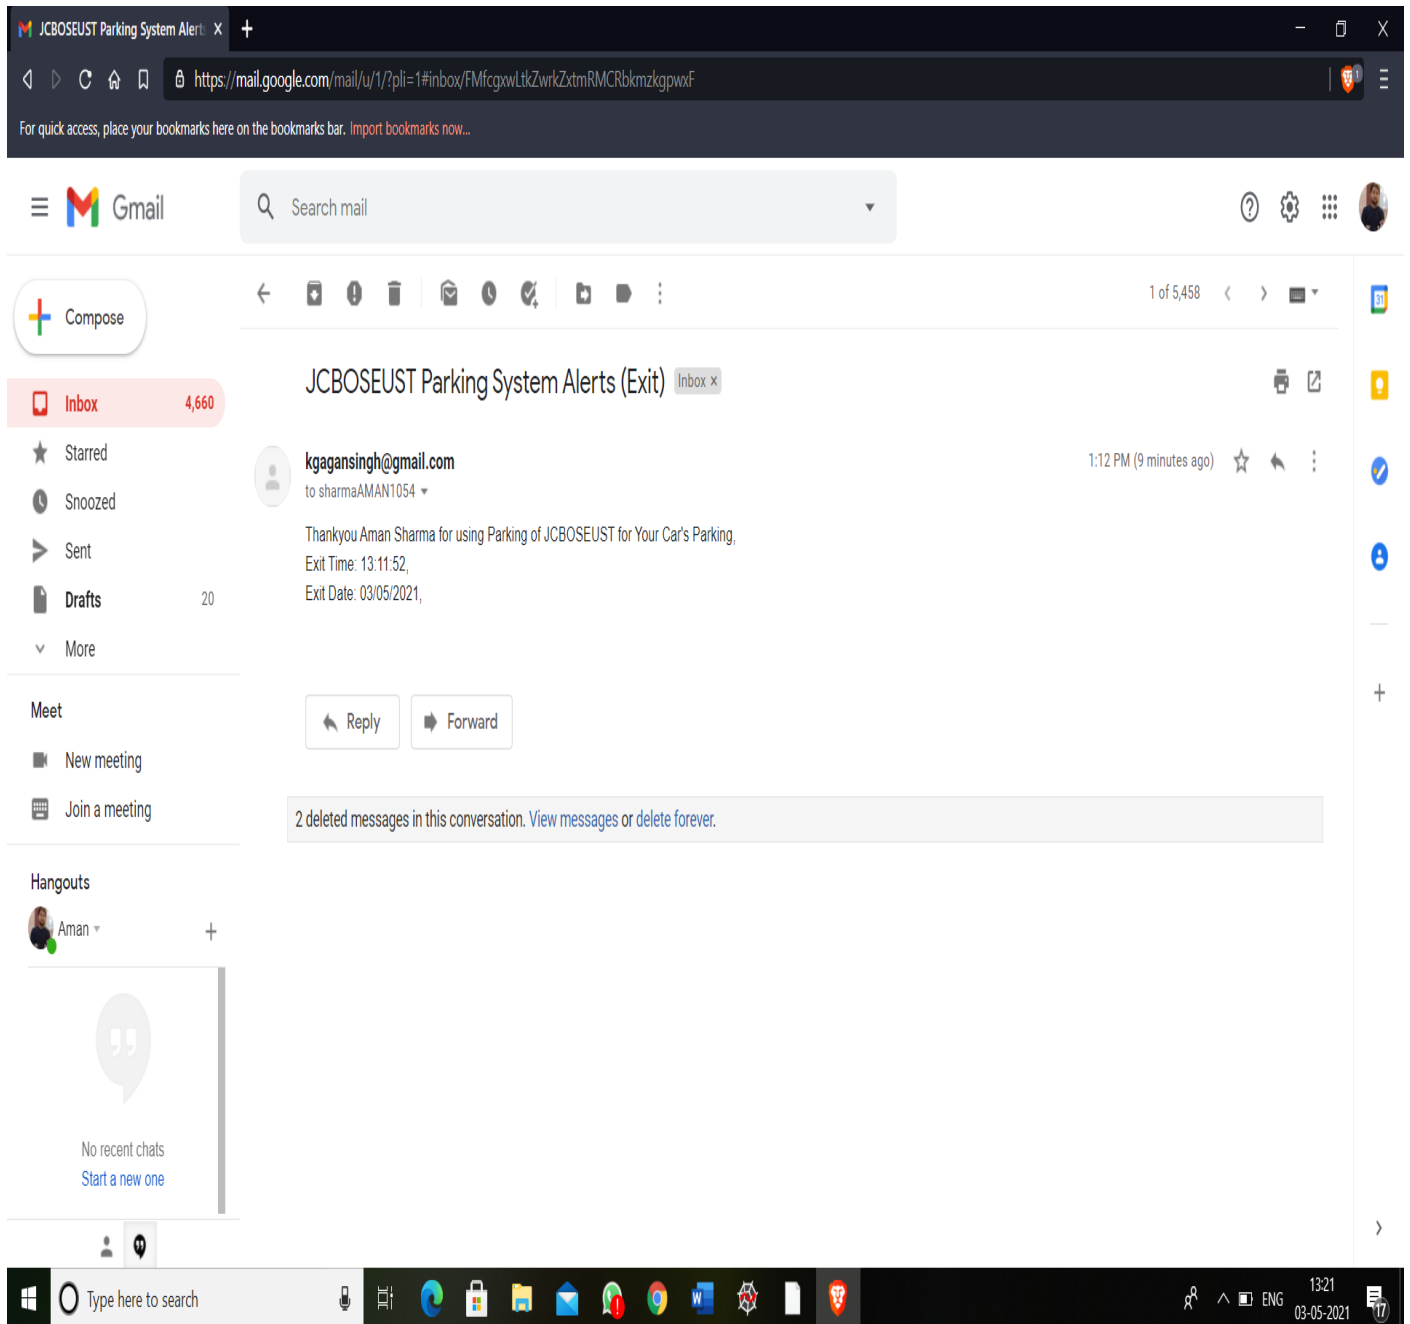 JCBOSEUST Parking System Alerts
https://mail.google.com/mail/u/1/?pli=1#inbox/FMfcgxwLtkZwrkZxtmRMCRbkmzkgpwxF
1
For quick access, place your bookmarks here on the bookmarks bar. Import bookmarks now...
Gmail
Search mail
Compose
1 of 5,458
31
JCBOSEUST Parking System Alerts (Exit) Inbox ×
Inbox 4,660
Starred
Snoozed
Sent
Drafts 20
More
kgagansingh@gmail.com
1:12 PM (9 minutes ago)
to sharmaAMAN1054
Thankyou Aman Sharma for using Parking of JCBOSEUST for Your Car's Parking,
Exit Time: 13:11:52,
Exit Date: 03/05/2021,
Reply
Forward
Meet
New meeting
Join a meeting
2 deleted messages in this conversation. View messages or delete forever.
Hangouts
Aman
No recent chats
Start a new one
Type here to search
W
ENG
13:21
03-05-2021
17